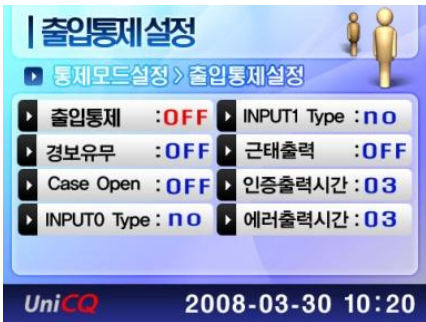 출입통제 설정
통제모드설정 > 출입통제설정
출입통제 :OFF
INPUT1 Type :no
경보유무 :OFF
근태출력 :OFF
Case Open :OFF
인증출력시간 :03
INPUT0 Type :no
에러출력시간 :03
UniCQ 2008-03-30 10:20